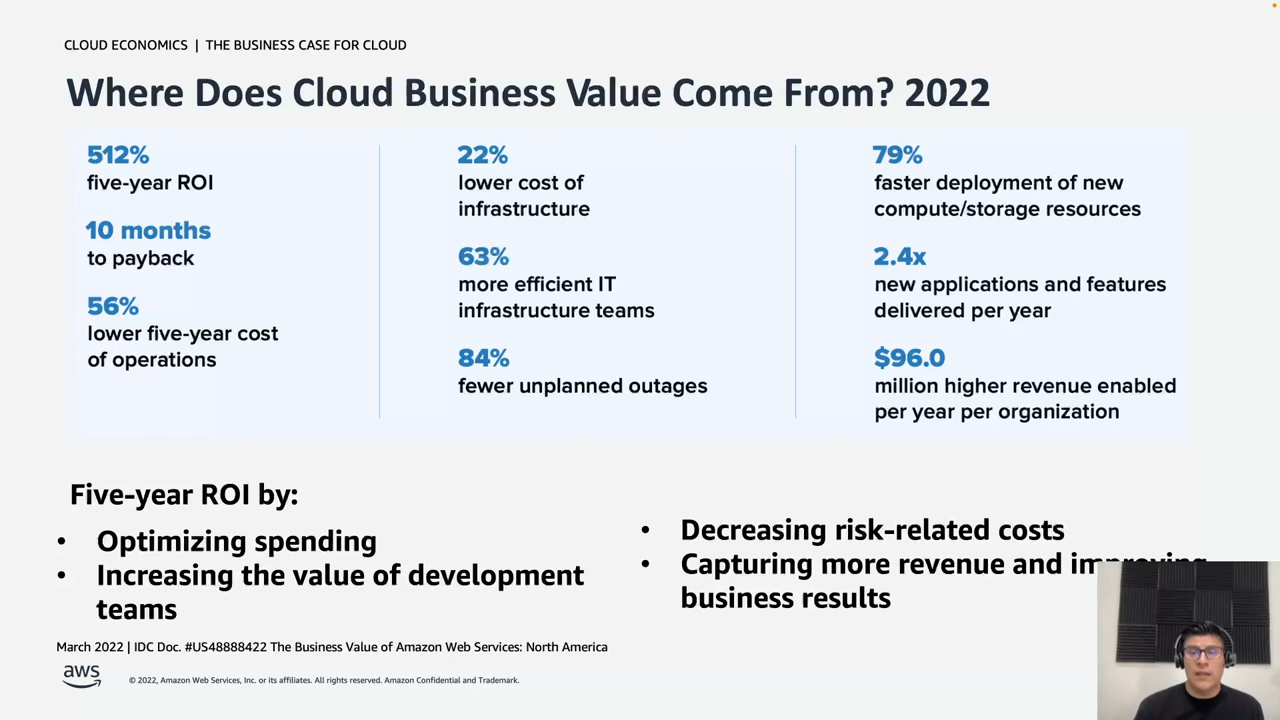 CLOUD ECONOMICS | THE BUSINESS CASE FOR CLOUD
Where Does Cloud Business Value Come From? 2022
512%
five-year ROI
10 months
to payback
56%
lower five-year cost
of operations
22%
lower cost of
infrastructure
63%
more efficient IT
infrastructure teams
84%
fewer unplanned outages
79%
faster deployment of new
compute/storage resources
2.4x
new applications and features
delivered per year
$96.0
million higher revenue enabled
per year per organization
Five-year ROI by:
• Optimizing spending
• Increasing the value of development
teams
• Decreasing risk-related costs
• Capturing more revenue and improving
business results
March 2022 | IDC Doc. #US48888422 The Business Value of Amazon Web Services: North America
aws
© 2022, Amazon Web Services, Inc. or its affiliates. All rights reserved. Amazon Confidential and Trademark.